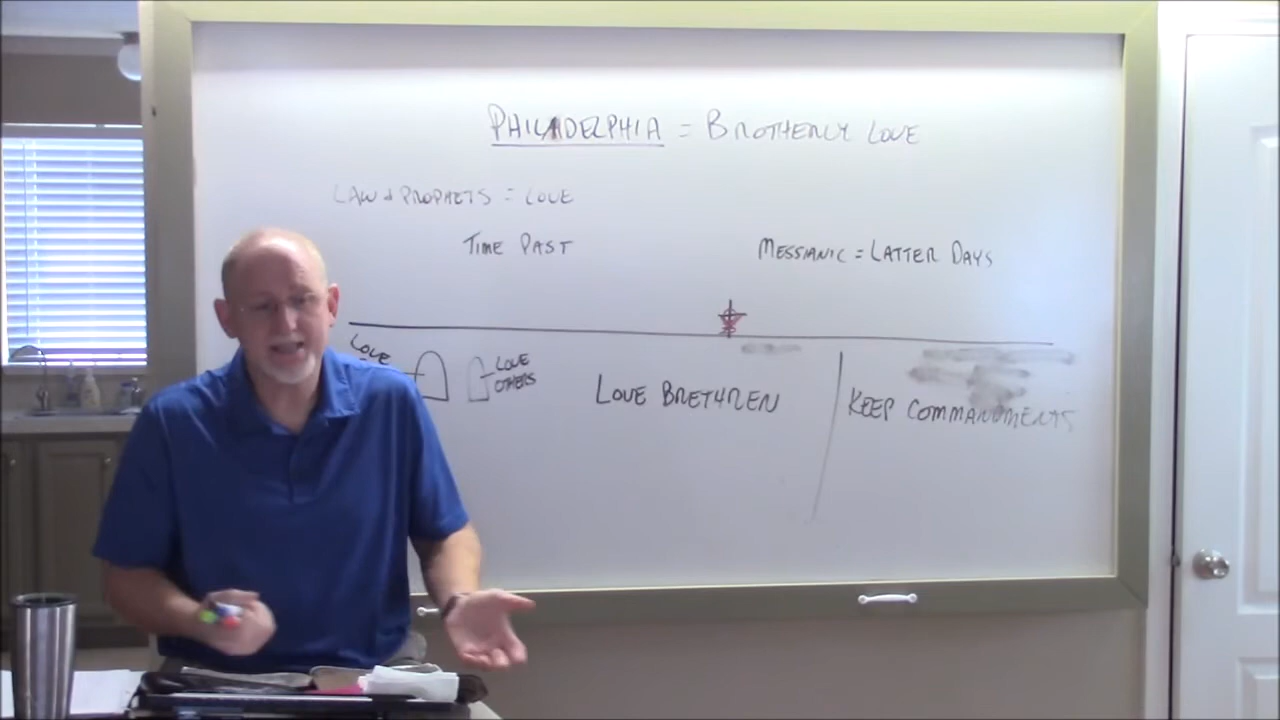 PHILADELPHIA = BROTHERLY LOVE
LAW & PROPHETS = LOVE
TIME PAST
MESSIANIC = LATTER DAYS
LOVE
LOVE
OTHERS
LOVE BRETHREN
KEEP COMMANDMENTS